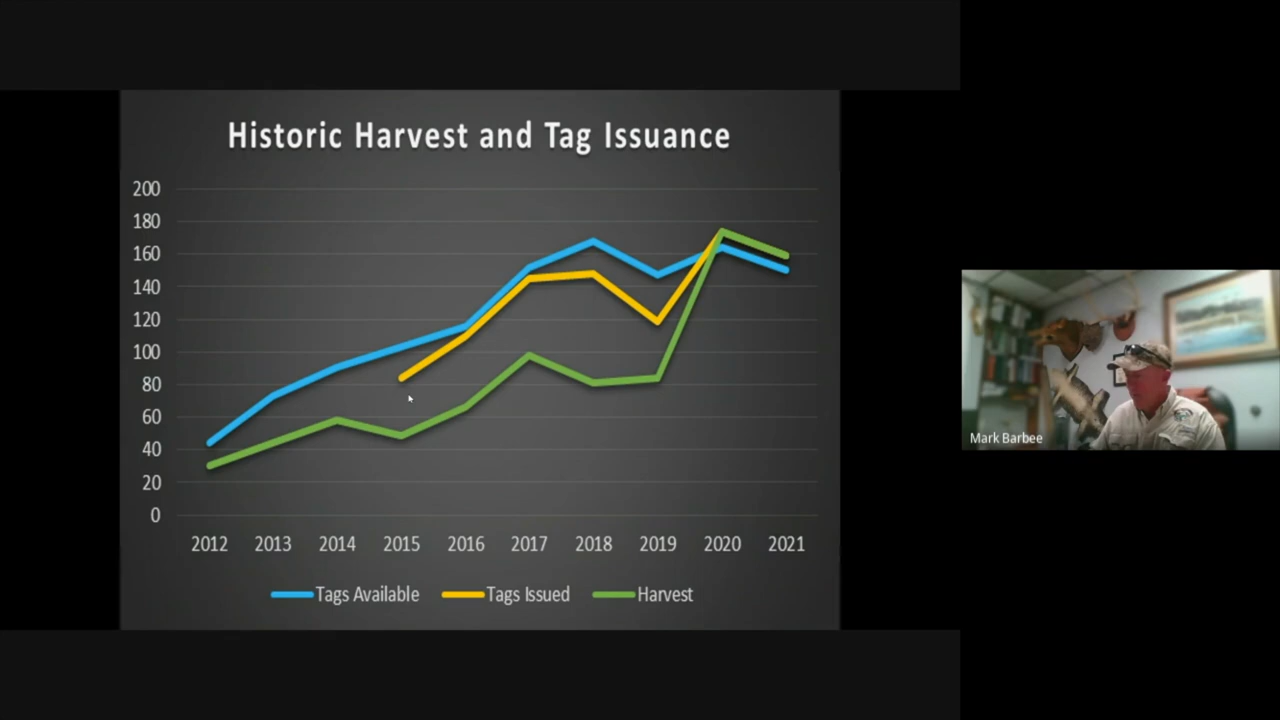 Historic Harvest and Tag Issuance
200
180
160
140
120
100
80
60
40
20
0
2012 2013 2014 2015 2016 2017 2018 2019 2020 2021
Tags Available Tags Issued Harvest
Mark Barbee